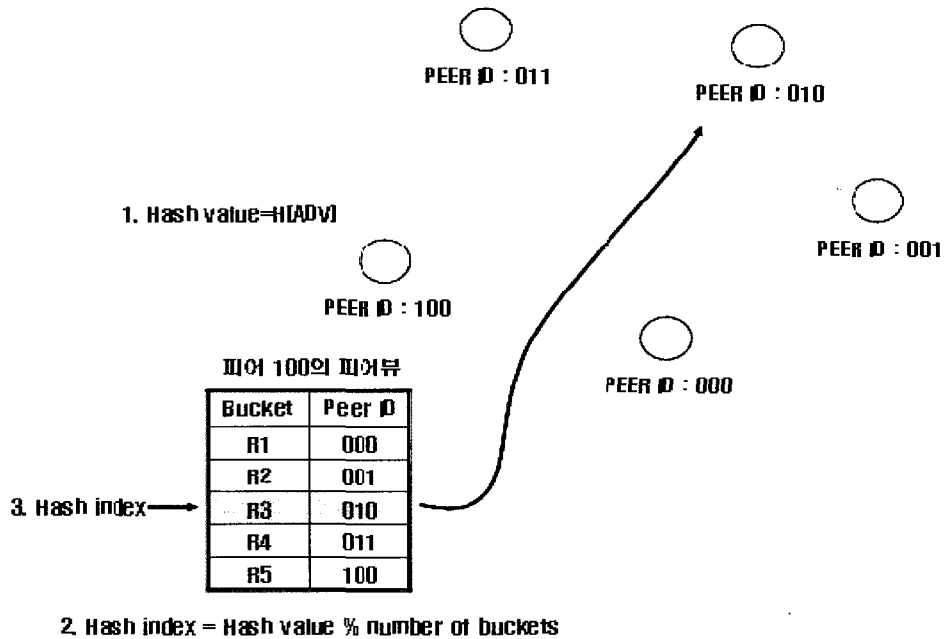 PEER ID : 011
PEER ID : 010
1. Hash value=H[ADV]
PEER ID : 001
PEER ID : 100
PEER ID : 000
피어 100의 피어뷰
Bucket Peer ID
R1 000
R2 001
3. Hash index R3 010
R4 011
R5 100
2. Hash index = Hash value % number of buckets